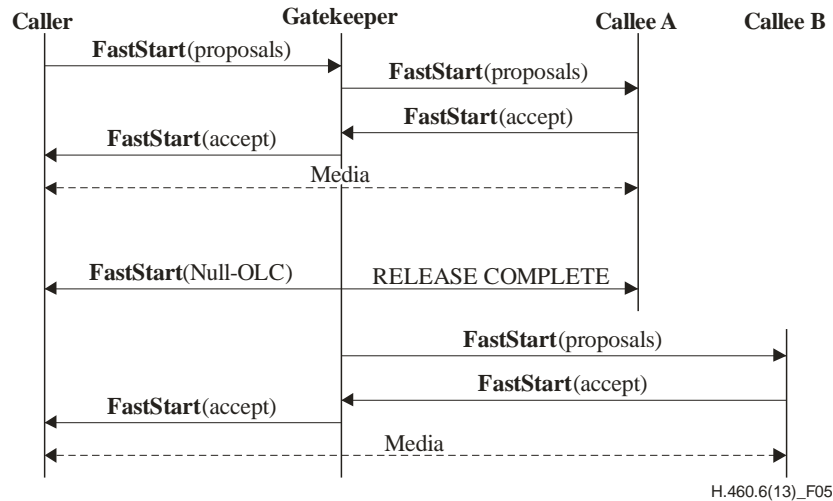 Caller Gatekeeper Callee A Callee B
FastStart(proposals)
FastStart(proposals)
FastStart(accept)
FastStart(accept)
Media
FastStart(Null-OLC) RELEASE COMPLETE
FastStart(proposals)
FastStart(accept)
FastStart(accept)
Media
H.460.6(13)_F05